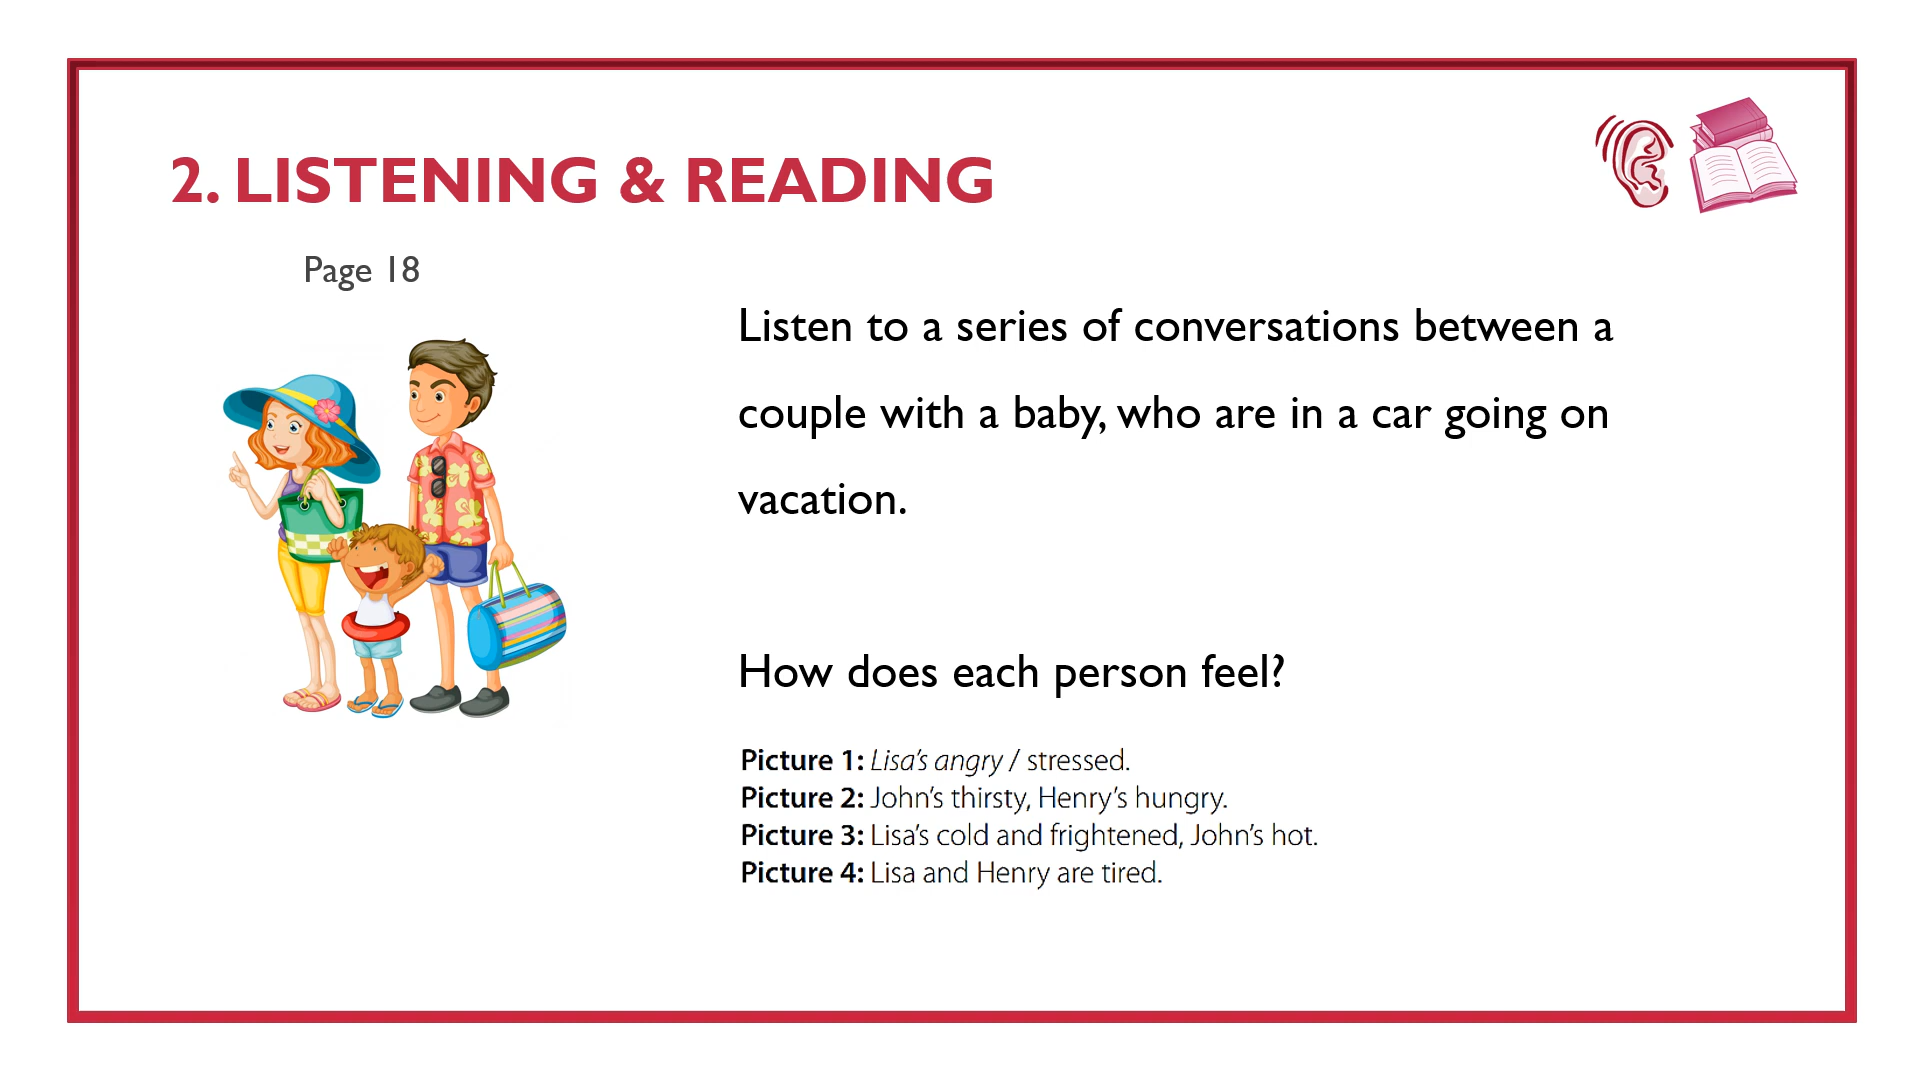 2. LISTENING & READING
Page 18
Listen to a series of conversations between a
couple with a baby, who are in a car going on
vacation.
How does each person feel?
Picture 1: Lisa's angry / stressed.
Picture 2: John's thirsty, Henry's hungry.
Picture 3: Lisa's cold and frightened, John's hot.
Picture 4: Lisa and Henry are tired.